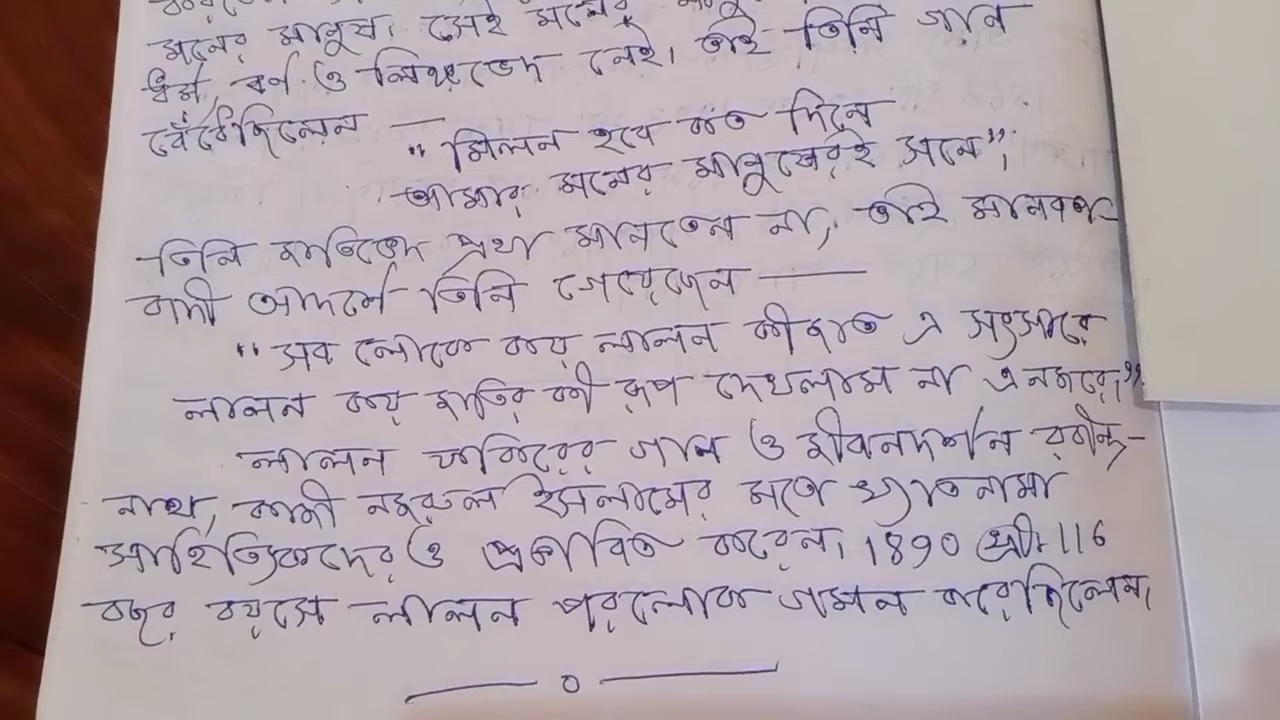 মনের মানুষ। সেই মনের
ধর্ম, বর্ন ও লিঙ্গভেদ নেই। তাই তিনি গান
বেঁধেছিলেন —
“মিলন হবে কত দিনে
আমার মনের মানুষেরই সনে”,
তিনি জাতিভেদ প্রথা মানতেন না, তাই মানবতা-
বাদী আদর্শে তিনি গেয়েছেন —
“সব লোকে কয় লালন কী জাত এ সংসারে
লালন কয় জাতির কী রূপ দেখলাম না এ নজরে।”
লালন ফকিরের গান ও জীবনদর্শন রবীন্দ্র-
নাথ, কাজী নজরুল ইসলামের মতো খ্যাতনামা
সাহিত্যিকদেরও প্রভাবিত করেন। 1890 খ্রীঃ 116
বছর বয়সে লালন পরলোক গমন করেছিলেন।
— o —